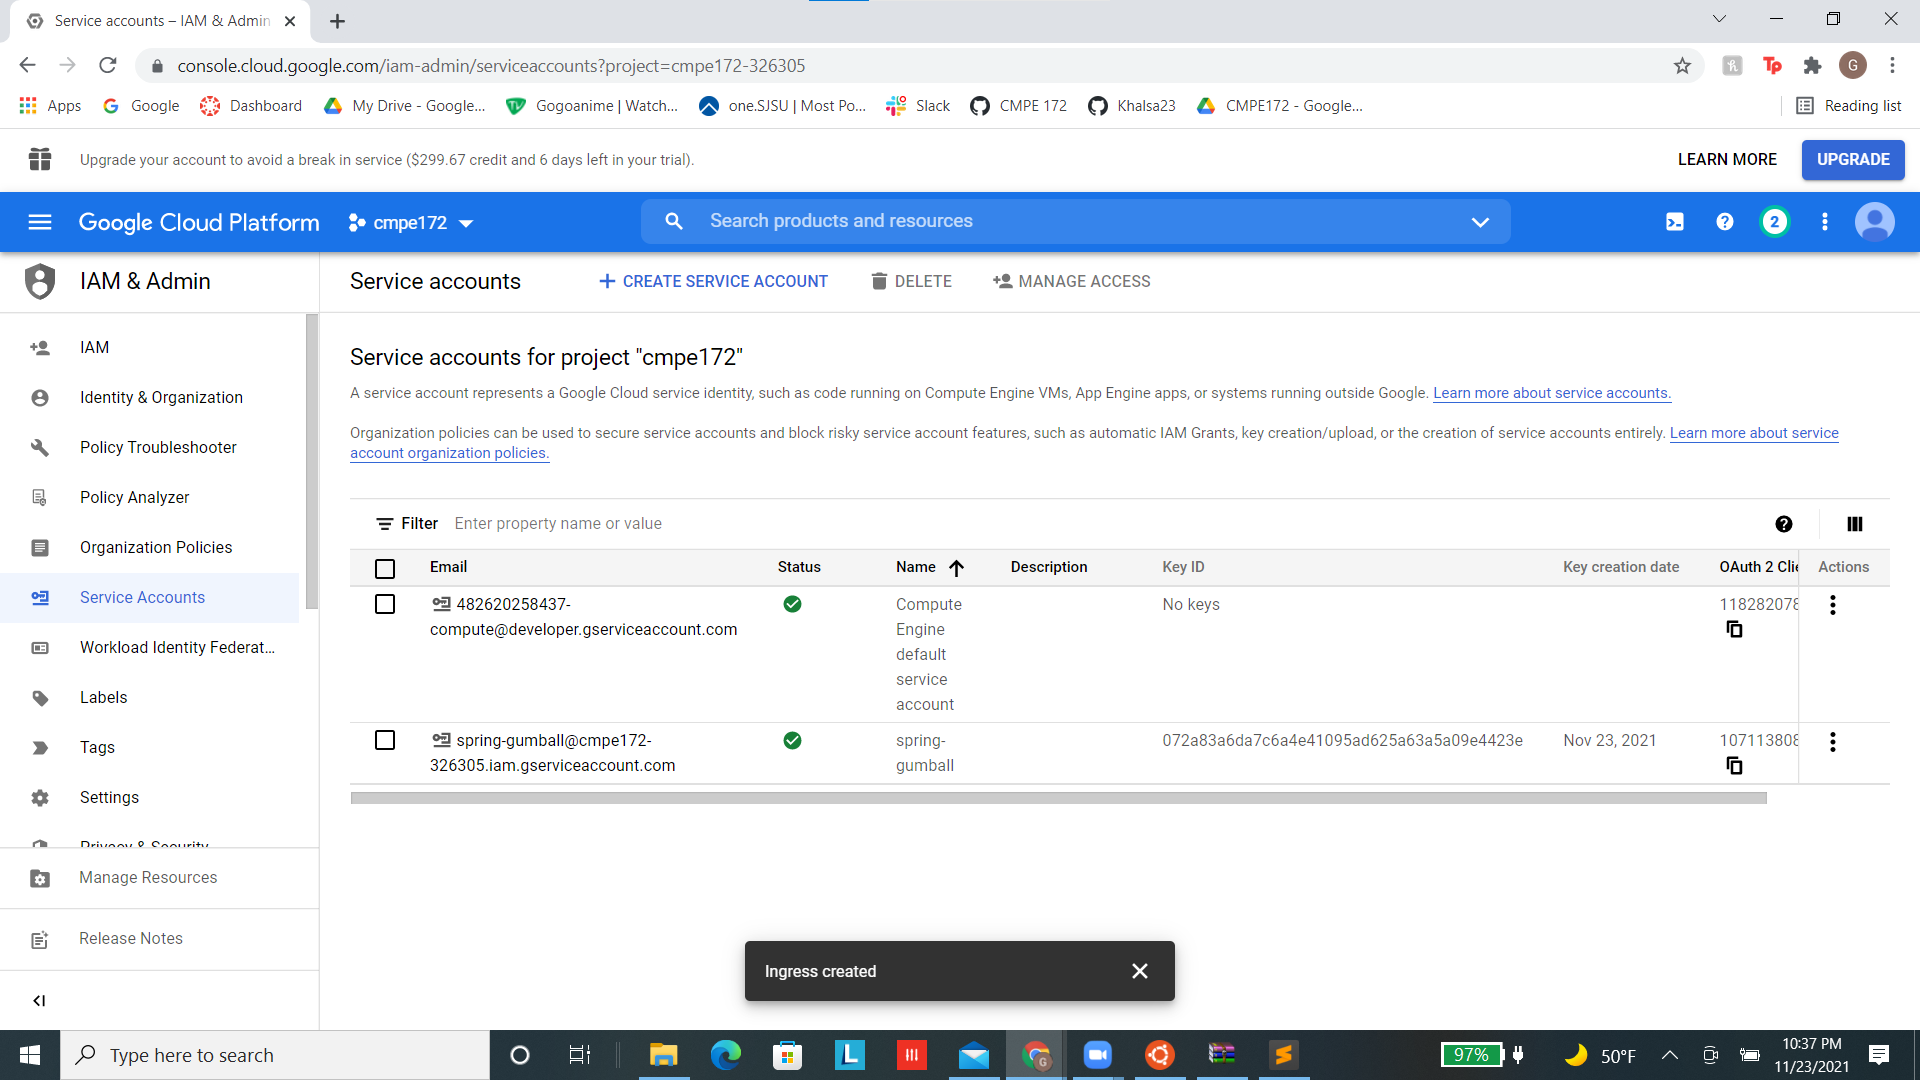 Service accounts – IAM & Admin
console.cloud.google.com/iam-admin/serviceaccounts?project=cmpe172-326305
G
Apps
Google
Dashboard
My Drive - Google...
Gogoanime | Watch...
one.SJSU | Most Po...
Slack
CMPE 172
Khalsa23
CMPE172 - Google...
Reading list
Upgrade your account to avoid a break in service ($299.67 credit and 6 days left in your trial).
LEARN MORE
UPGRADE
Google Cloud Platform
cmpe172
Search products and resources
2
IAM & Admin
Service accounts
CREATE SERVICE ACCOUNT
DELETE
MANAGE ACCESS
IAM
Identity & Organization
Policy Troubleshooter
Policy Analyzer
Organization Policies
Service Accounts
Workload Identity Federat...
Labels
Tags
Settings
Privacy & Security
Manage Resources
Release Notes
Service accounts for project "cmpe172"
A service account represents a Google Cloud service identity, such as code running on Compute Engine VMs, App Engine apps, or systems running outside Google. Learn more about service accounts.
Organization policies can be used to secure service accounts and block risky service account features, such as automatic IAM Grants, key creation/upload, or the creation of service accounts entirely. Learn more about service
account organization policies.
Filter Enter property name or value
Email Status Name Description Key ID Key creation date OAuth 2 Clie Actions
482620258437-
compute@developer.gserviceaccount.com
Compute
Engine
default
service
account
No keys
118282078
spring-gumball@cmpe172-
326305.iam.gserviceaccount.com
spring-
gumball
072a83a6da7c6a4e41095ad625a63a5a09e4423e
Nov 23, 2021
107113808
Ingress created
Type here to search
97%
50°F
10:37 PM
11/23/2021